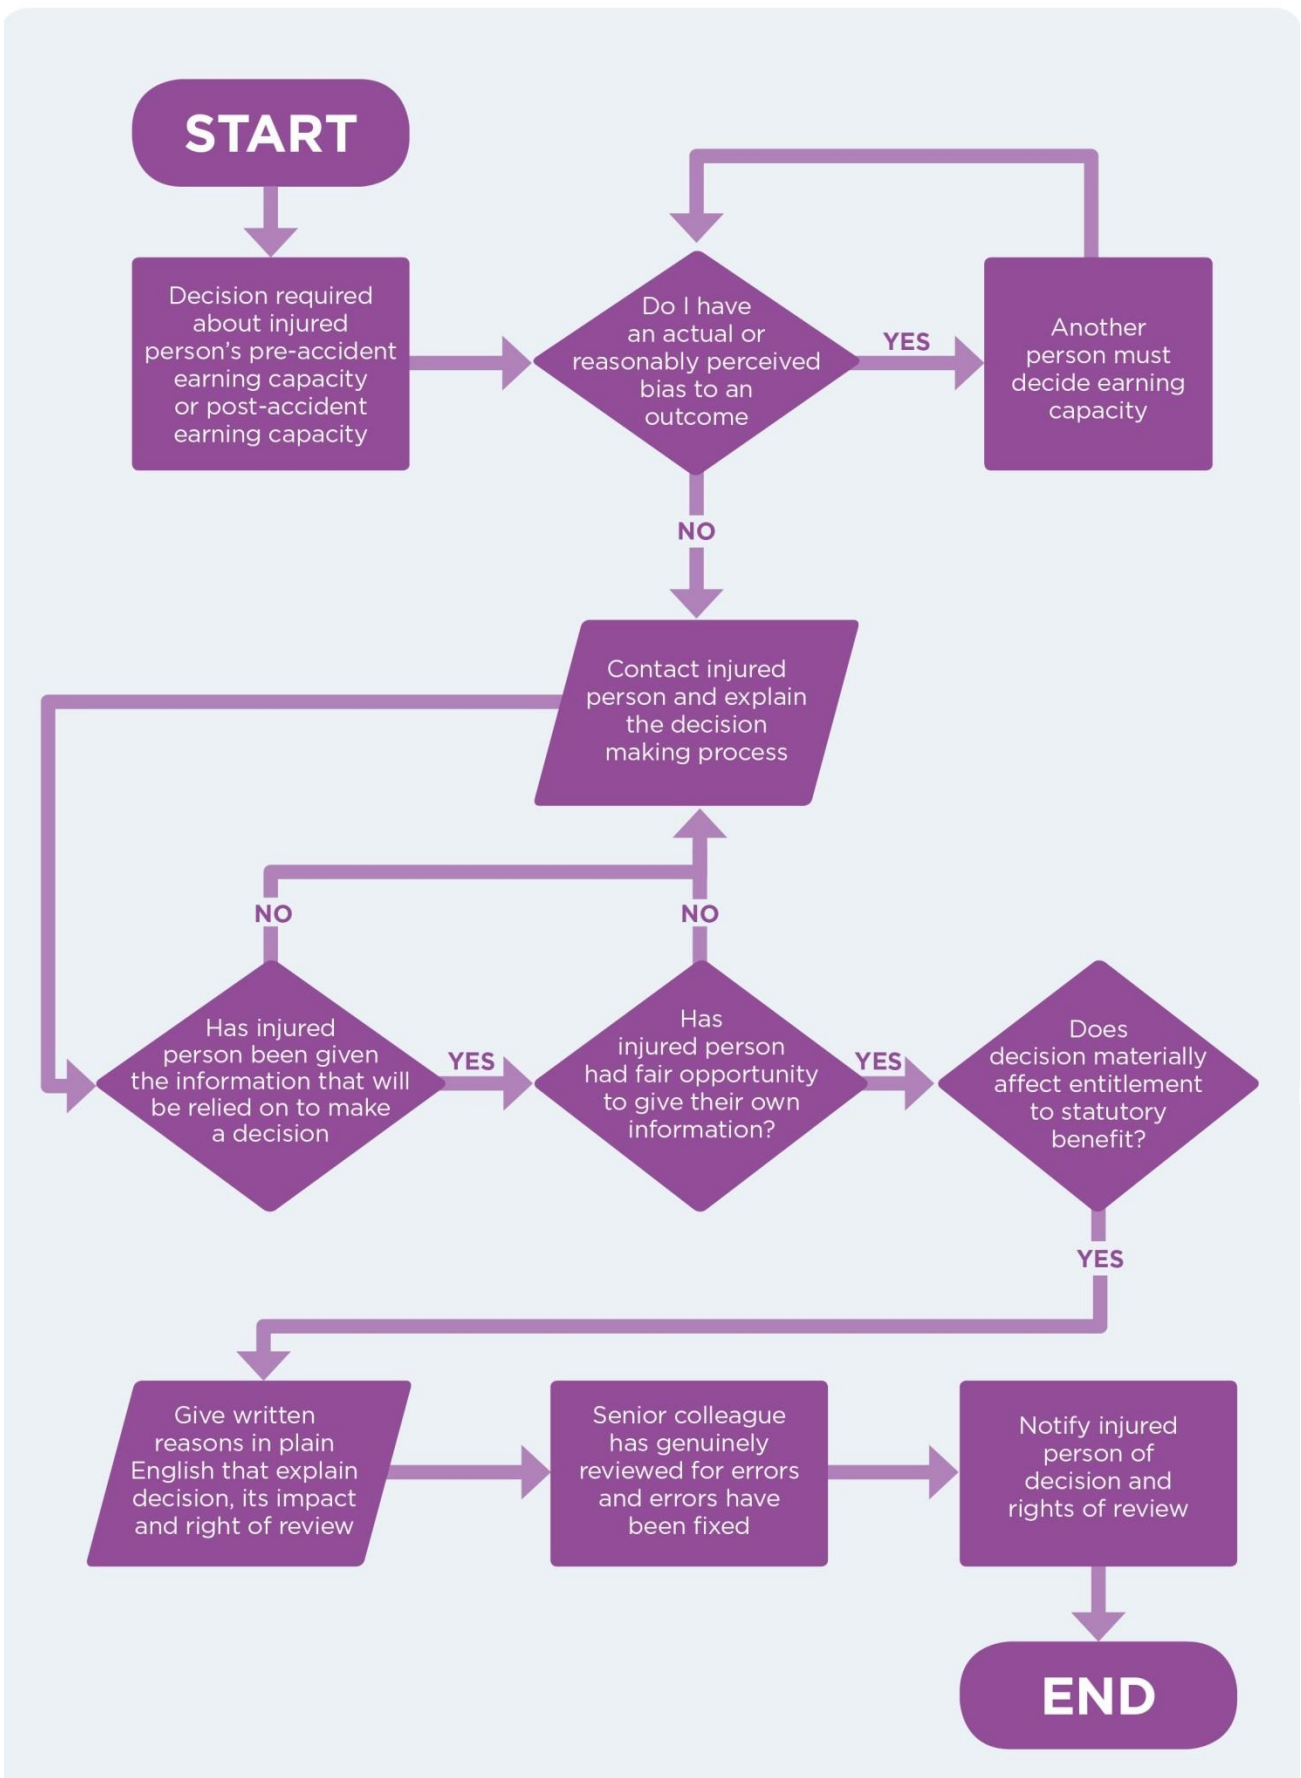 START
Decision required
about injured
person's pre-accident
earning capacity
or post-accident
earning capacity
Do I have
an actual or
reasonably perceived
bias to an
outcome
YES
Another
person must
decide earning
capacity
NO
Contact injured
person and explain
the decision
making process
NO
NO
Has injured
person been given
the information that will
be relied on to make
a decision
YES
Has
injured person
had fair opportunity
to give their own
information?
YES
Does
decision materially
affect entitlement
to statutory
benefit?
YES
Give written
reasons in plain
English that explain
decision, its impact
and right of review
Senior colleague
has genuinely
reviewed for errors
and errors have
been fixed
Notify injured
person of
decision and
rights of review
END